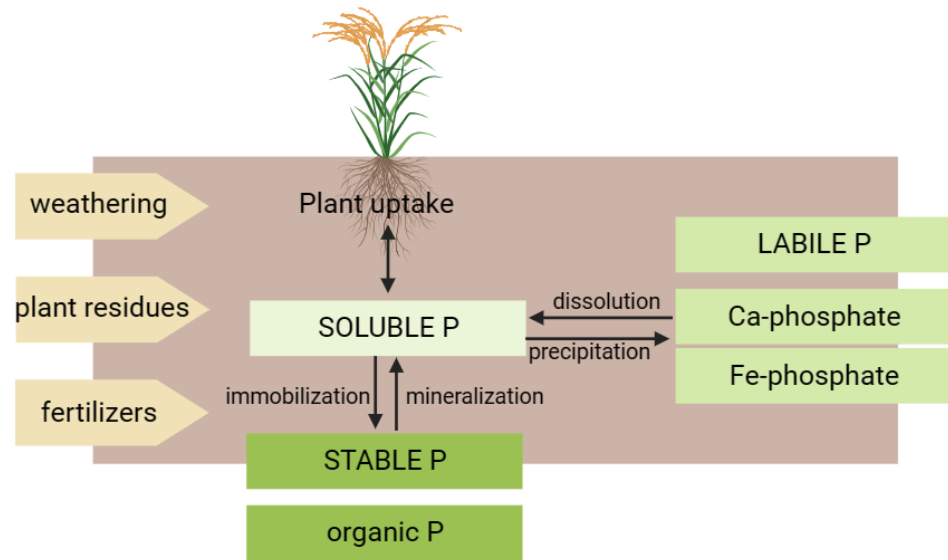 weathering
Plant uptake
LABILE P
plant residues
dissolution
SOLUBLE P
Ca-phosphate
precipitation
Fe-phosphate
immobilization
mineralization
fertilizers
STABLE P
organic P